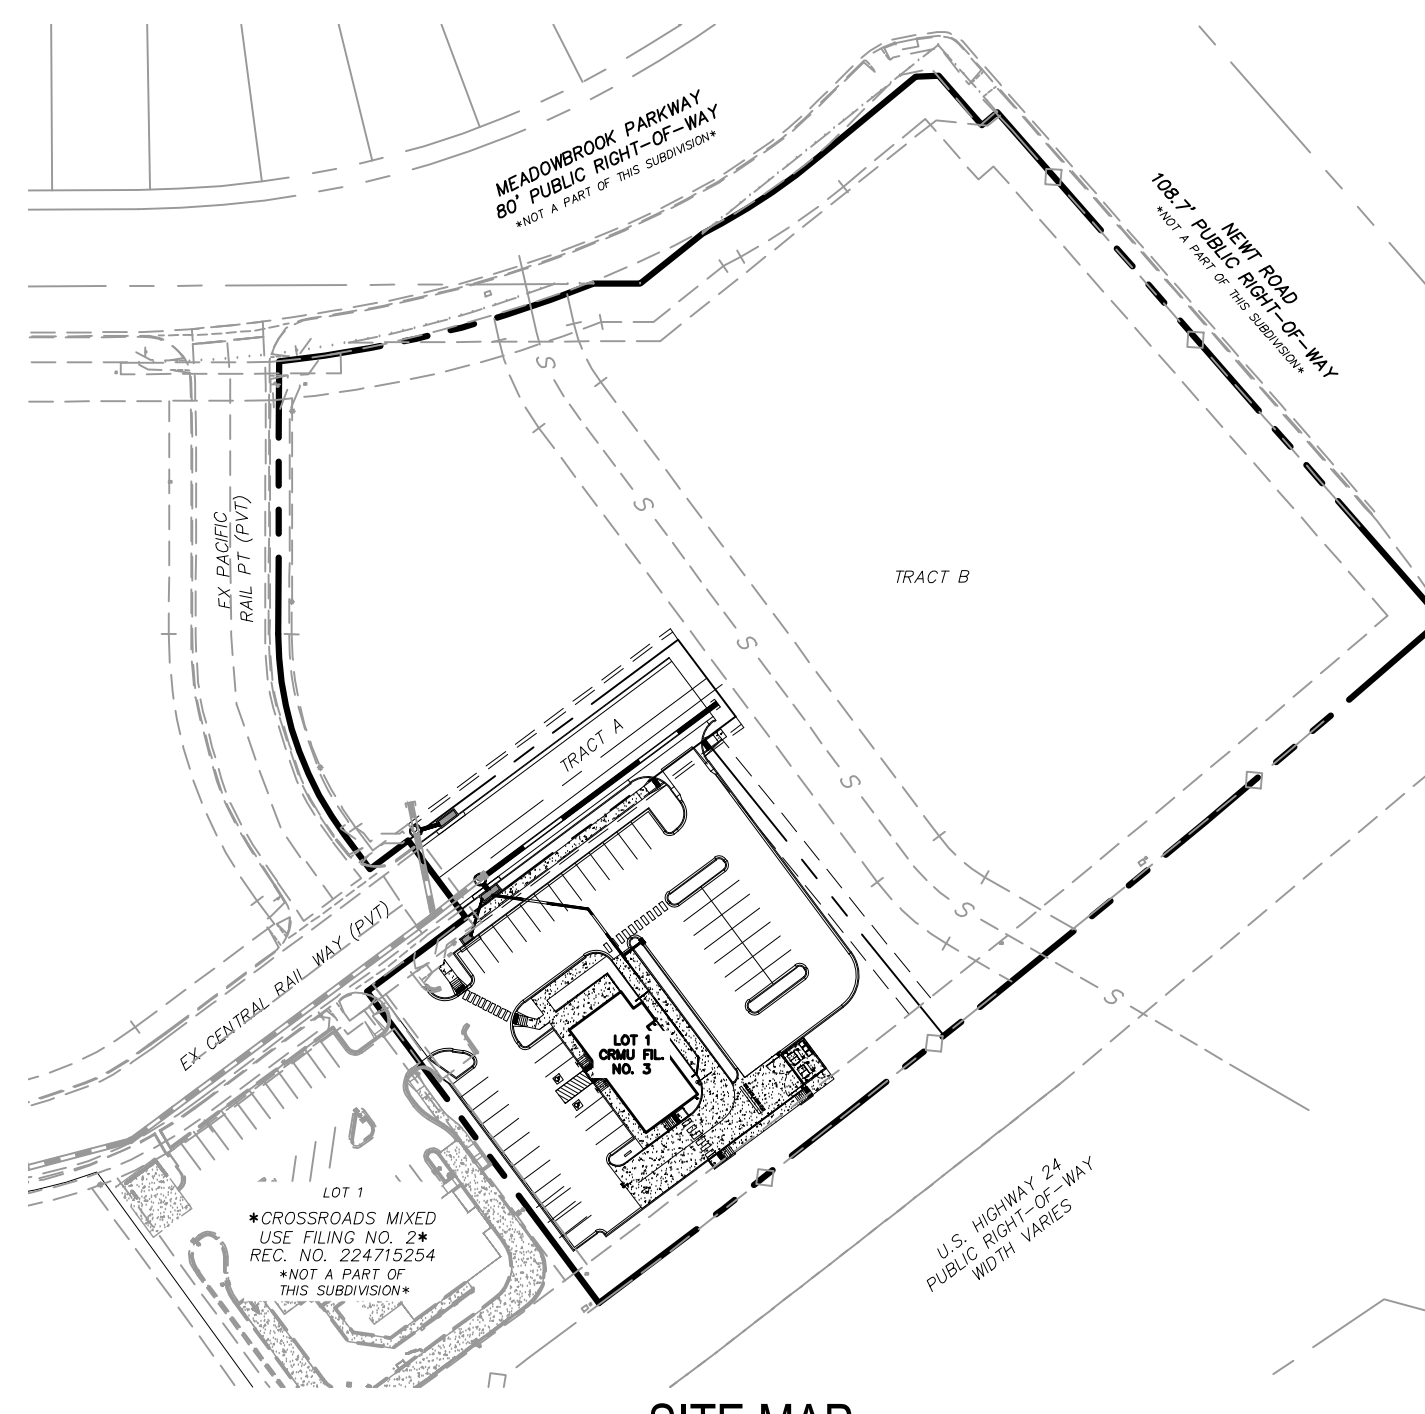 MEADOWBROOK PARKWAY
80' PUBLIC RIGHT-OF-WAY
*NOT A PART OF THIS SUBDIVISION*
NEWT ROAD
108.7' PUBLIC RIGHT-OF-WAY
*NOT A PART OF THIS SUBDIVISION*
S
EX PACIFIC
RAIL PT (PVT)
S
TRACT B
S
TRACT A
S
S
EX CENTRAL RAIL WAY (PVT)
S
LOT 1
CRMU FIL.
NO. 3
LOT 1
*CROSSROADS MIXED
USE FILING NO. 2*
REC. NO. 224715254
*NOT A PART OF
THIS SUBDIVISION*
U.S. HIGHWAY 24
PUBLIC RIGHT-OF-WAY
WIDTH VARIES
SITE MAP